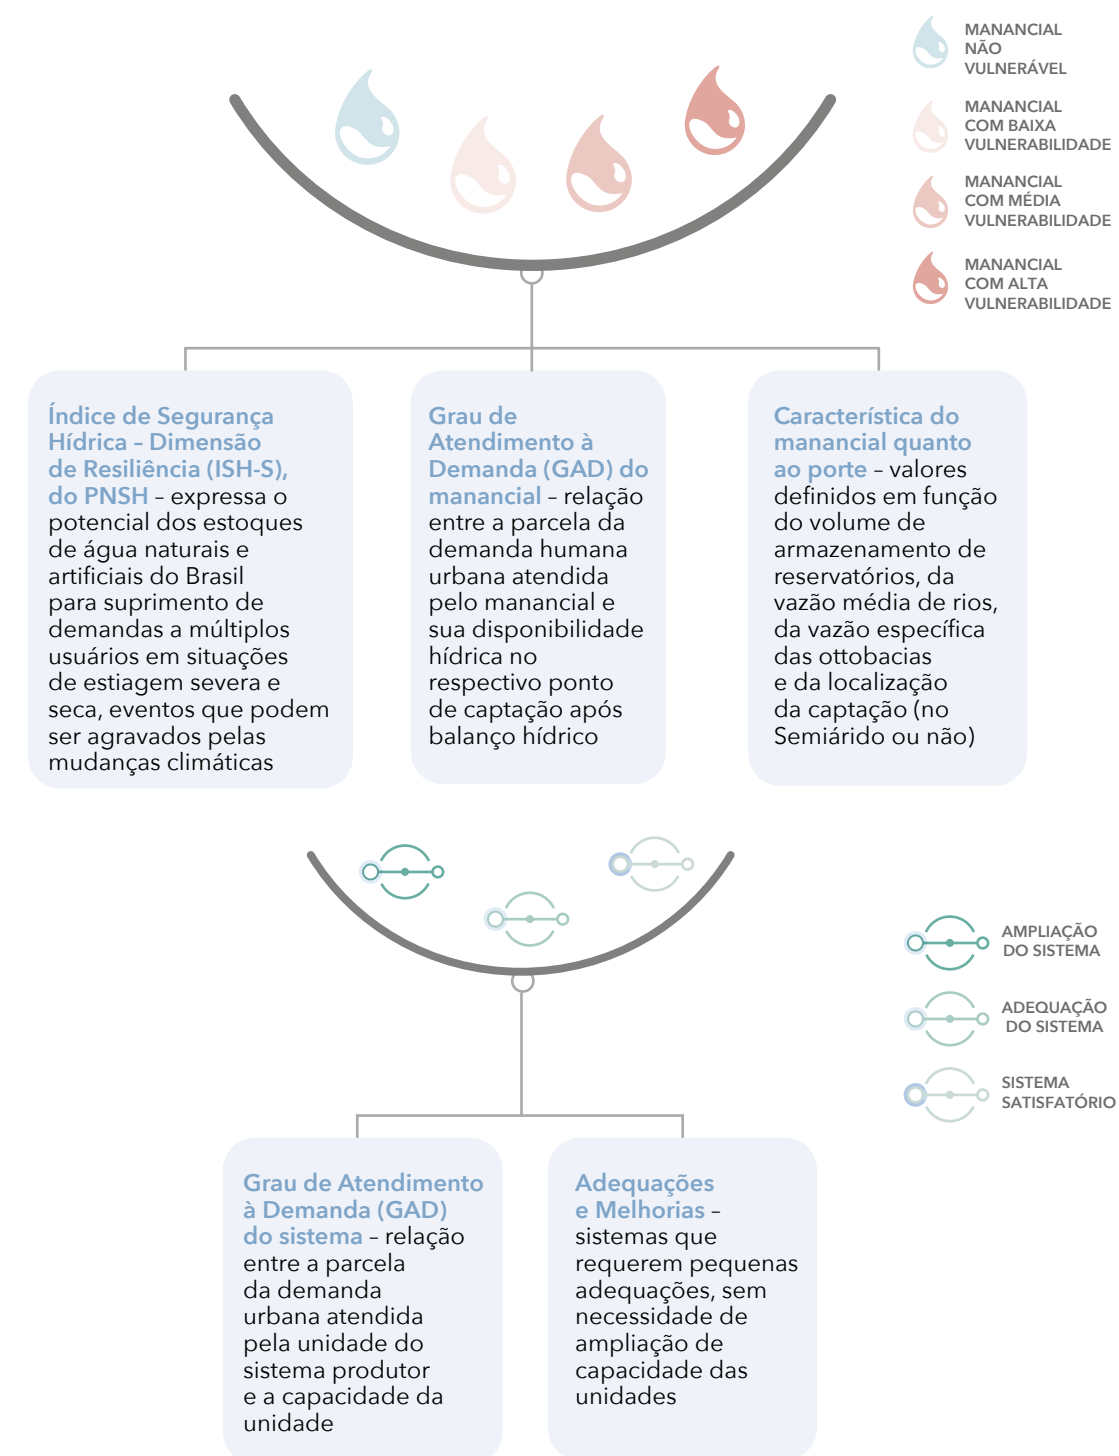 MANANCIAL
NÃO
VULNERÁVEL
MANANCIAL
COM BAIXA
VULNERABILIDADE
MANANCIAL
COM MÉDIA
VULNERABILIDADE
MANANCIAL
COM ALTA
VULNERABILIDADE
Índice de Segurança
Hídrica – Dimensão
de Resiliência (ISH-S),
do PNSH – expressa o
potencial dos estoques
de água naturais e
artificiais do Brasil
para suprimento de
demandas a múltiplos
usuários em situações
de estiagem severa e
seca, eventos que podem
ser agravados pelas
mudanças climáticas
Grau de
Atendimento à
Demanda (GAD) do
manancial – relação
entre a parcela da
demanda humana
urbana atendida
pelo manancial e
sua disponibilidade
hídrica no
respectivo ponto
de captação após
balanço hídrico
Característica do
manancial quanto
ao porte – valores
definidos em função
do volume de
armazenamento de
reservatórios, da
vazão média de rios,
da vazão específica
das ottobacias
e da localização
da captação (no
Semiárido ou não)
AMPLIAÇÃO
DO SISTEMA
ADEQUAÇÃO
DO SISTEMA
SISTEMA
SATISFATÓRIO
Grau de Atendimento
à Demanda (GAD)
do sistema – relação
entre a parcela
da demanda
urbana atendida
pela unidade do
sistema produtor
e a capacidade da
unidade
Adequações
e Melhorias –
sistemas que
requerem pequenas
adequações, sem
necessidade de
ampliação de
capacidade das
unidades